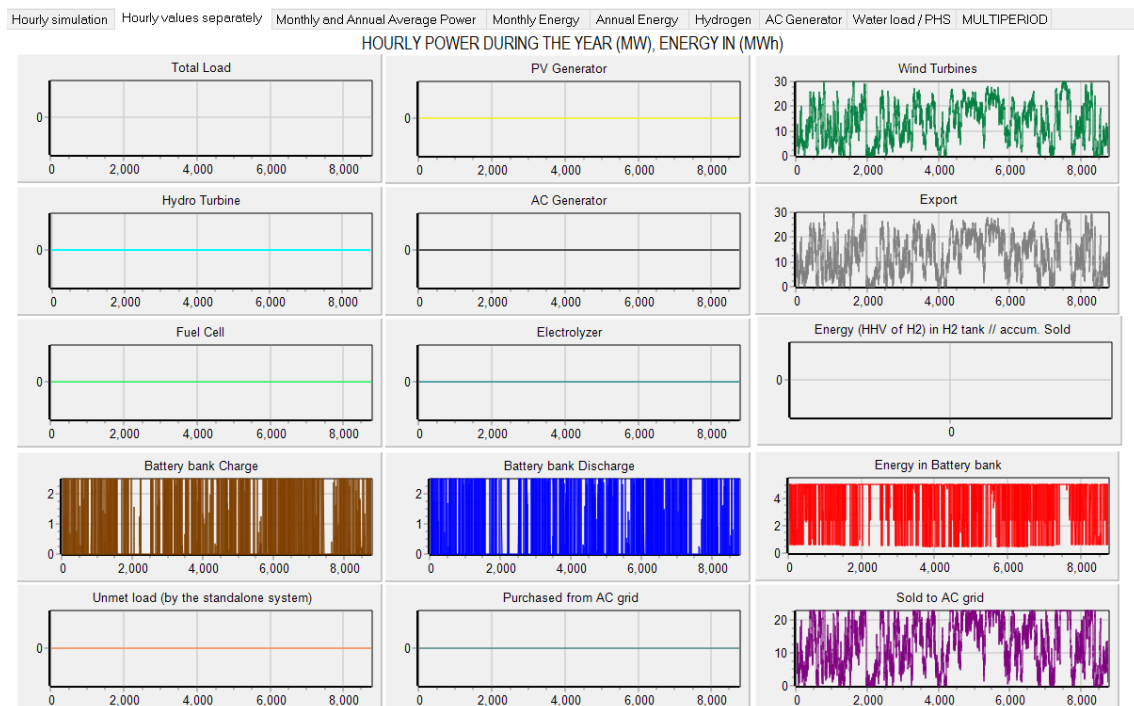 Hourly simulation Hourly values separately Monthly and Annual Average Power Monthly Energy Annual Energy Hydrogen AC Generator Water load / PHS MULTIPERIOD
HOURLY POWER DURING THE YEAR (MW), ENERGY IN (MWh)
Total Load
0
0 2,000 4,000 6,000 8,000
PV Generator
0
0 2,000 4,000 6,000 8,000
Wind Turbines
30
20
10
0
0 2,000 4,000 6,000 8,000
Hydro Turbine
0
0 2,000 4,000 6,000 8,000
AC Generator
0
0 2,000 4,000 6,000 8,000
Export
30
20
10
0
0 2,000 4,000 6,000 8,000
Fuel Cell
0
0 2,000 4,000 6,000 8,000
Electrolyzer
0
0 2,000 4,000 6,000 8,000
Energy (HHV of H2) in H2 tank // accum. Sold
0
0
Battery bank Charge
2
1
0
0 2,000 4,000 6,000 8,000
Battery bank Discharge
2
1
0
0 2,000 4,000 6,000 8,000
Energy in Battery bank
4
2
0
0 2,000 4,000 6,000 8,000
Unmet load (by the standalone system)
0
0 2,000 4,000 6,000 8,000
Purchased from AC grid
0
0 2,000 4,000 6,000 8,000
Sold to AC grid
20
10
0
0 2,000 4,000 6,000 8,000